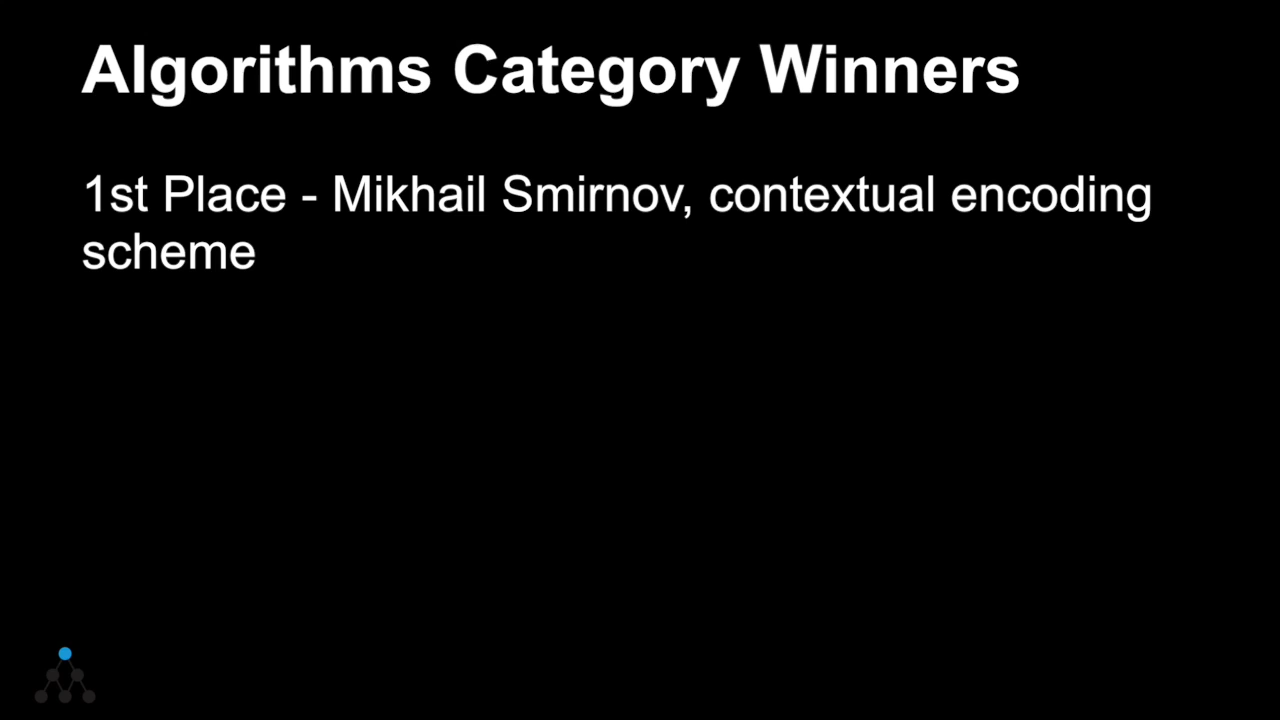 Algorithms Category Winners
1st Place - Mikhail Smirnov, contextual encoding
scheme